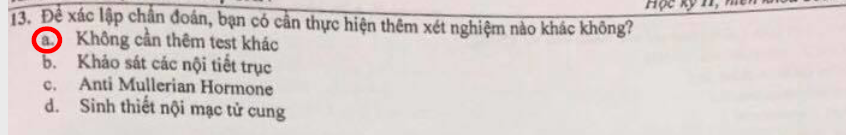 Học kỳ II,
13. Để xác lập chẩn đoán, bạn có cần thực hiện thêm xét nghiệm nào khác không?
a. Không cần thêm test khác
b. Khảo sát các nội tiết trục
c. Anti Mullerian Hormone
d. Sinh thiết nội mạc tử cung